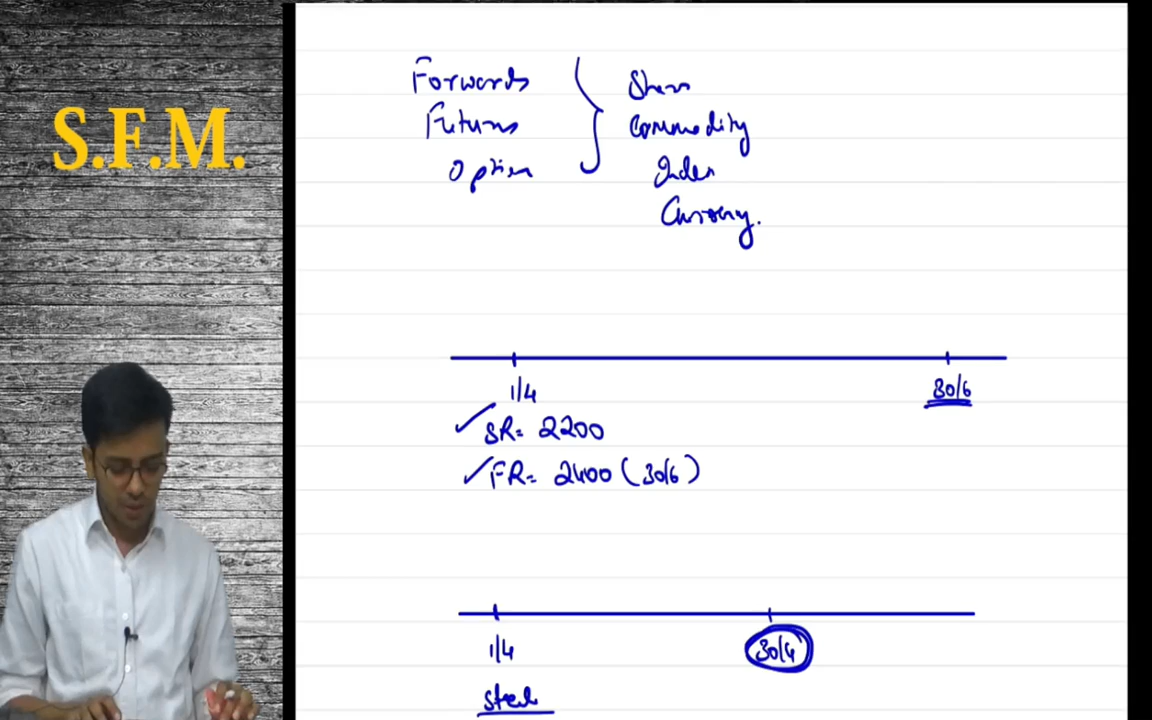 S.F.M.
Forwards
Futures
Option
Shares
Commodity
Index
Currency.
1/4
30/6
SR= 2200
FR= 2400 (30/6)
1/4
30/4
Steel